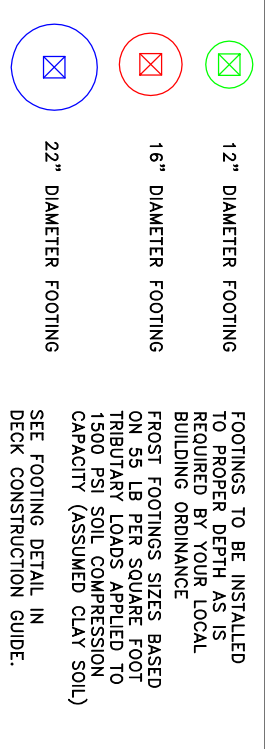 12” DIAMETER FOOTING
16” DIAMETER FOOTING
22” DIAMETER FOOTING
FOOTINGS TO BE INSTALLED
TO PROPER DEPTH AS IS
REQUIRED BY YOUR LOCAL
BUILDING ORDINANCE
FROST FOOTINGS SIZES BASED
ON 55 LB PER SQUARE FOOT
TRIBUTARY LOADS APPLIED TO
1500 PSI SOIL COMPRESSION
CAPACITY (ASSUMED CLAY SOIL)
SEE FOOTING DETAIL IN
DECK CONSTRUCTION GUIDE.